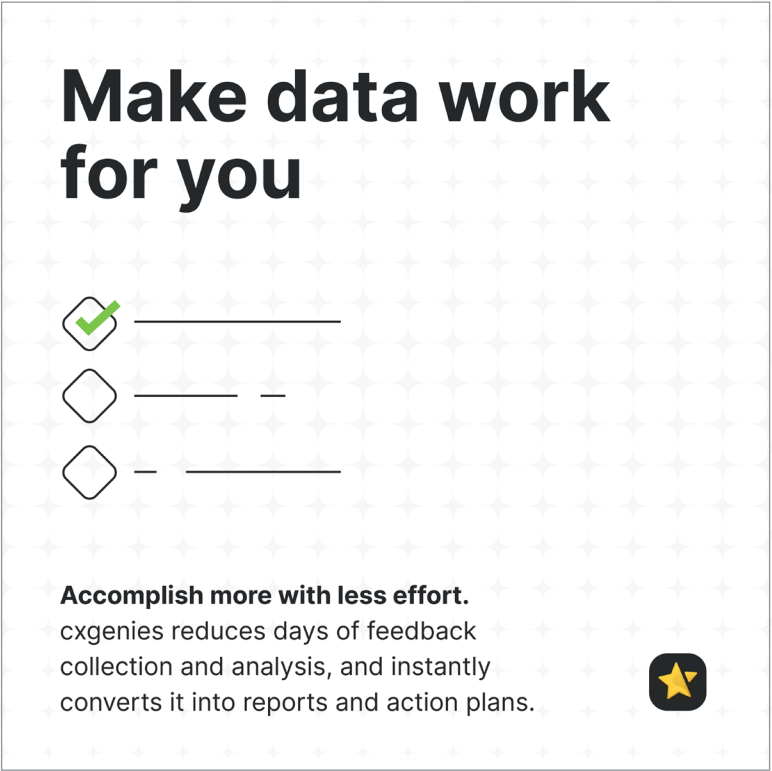 Make data work
for you
Accomplish more with less effort.
cxgenies reduces days of feedback
collection and analysis, and instantly
converts it into reports and action plans.